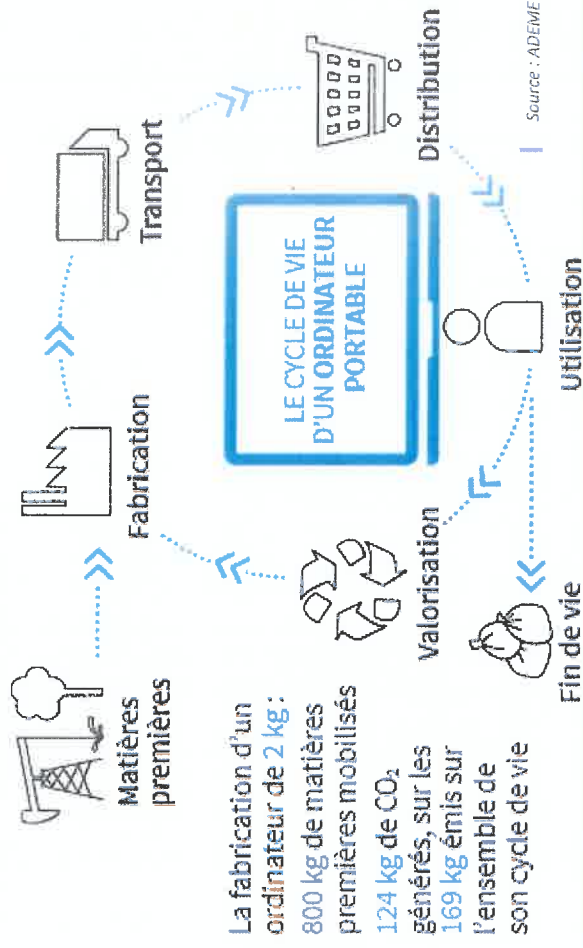 Matières
premières
Fabrication
Transport
Distribution
Utilisation
Valorisation
Fin de vie
LE CYCLE DE VIE
D'UN ORDINATEUR
PORTABLE
La fabrication d'un
ordinateur de 2 kg :
800 kg de matières
premières mobilisés
124 kg de CO₂
générés, sur les
169 kg émis sur
l'ensemble de
son cycle de vie
Source : ADEME